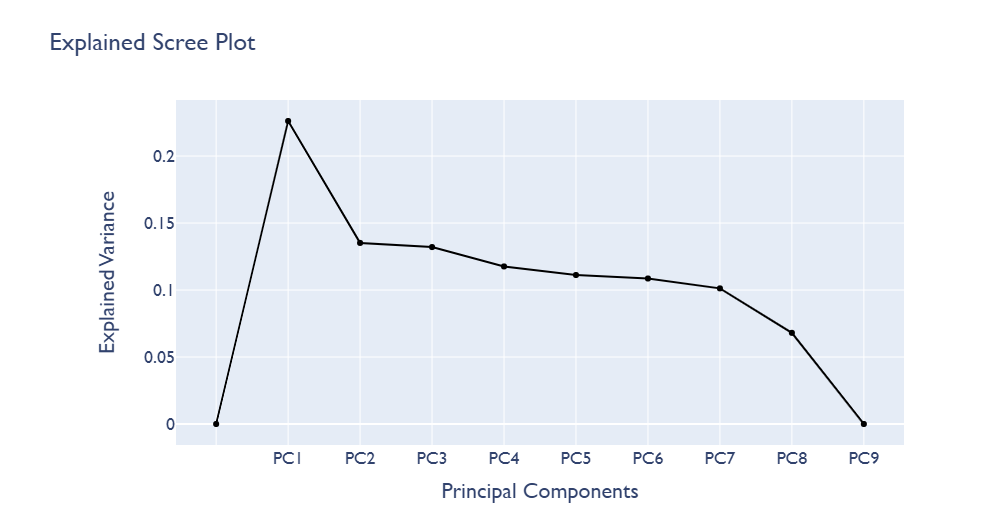 Explained Scree Plot
Explained Variance
0.2
0.15
0.1
0.05
0
PC1 PC2 PC3 PC4 PC5 PC6 PC7 PC8 PC9
Principal Components